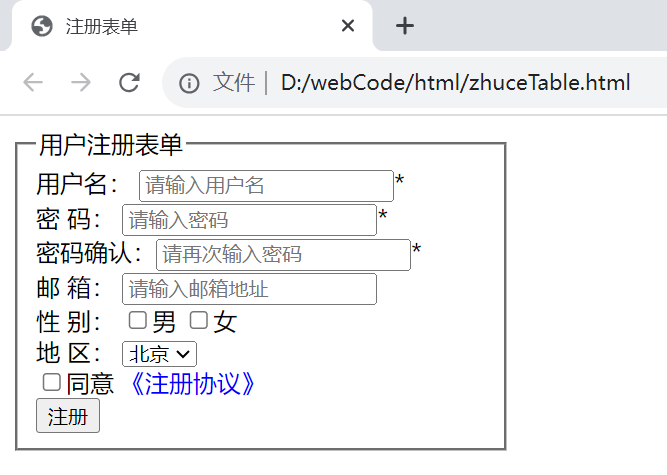 注册表单
文件 | D:/webCode/html/zhuceTable.html
用户注册表单
用户名： 请输入用户名*
密 码： 请输入密码*
密码确认：请再次输入密码*
邮 箱： 请输入邮箱地址
性 别： 男 女
地 区： 北京
同意 《注册协议》
注册